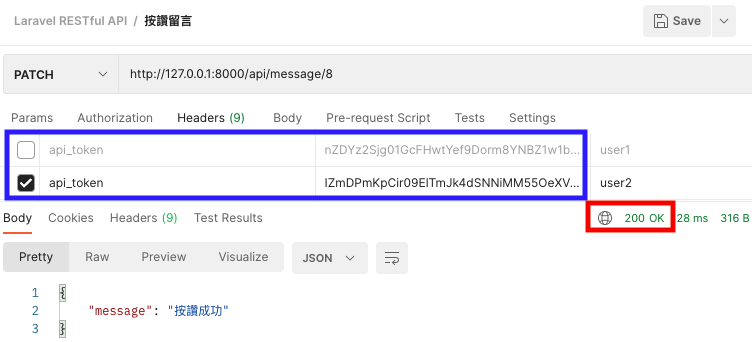 Laravel RESTful API / 按讚留言
Save
PATCH http://127.0.0.1:8000/api/message/8
Params Authorization Headers (9) Body Pre-request Script Tests Settings
api_token nZDYz2Sjg01GcFHwtYef9Dorm8YNBZ1w1b... user1
api_token IZmDPmKpCir09EITmJk4dSNNiMM55OeXV... user2
Body Cookies Headers (9) Test Results 200 OK 28 ms 316 B
Pretty Raw Preview Visualize JSON
1 {
2 "message": "按讚成功"
3 }